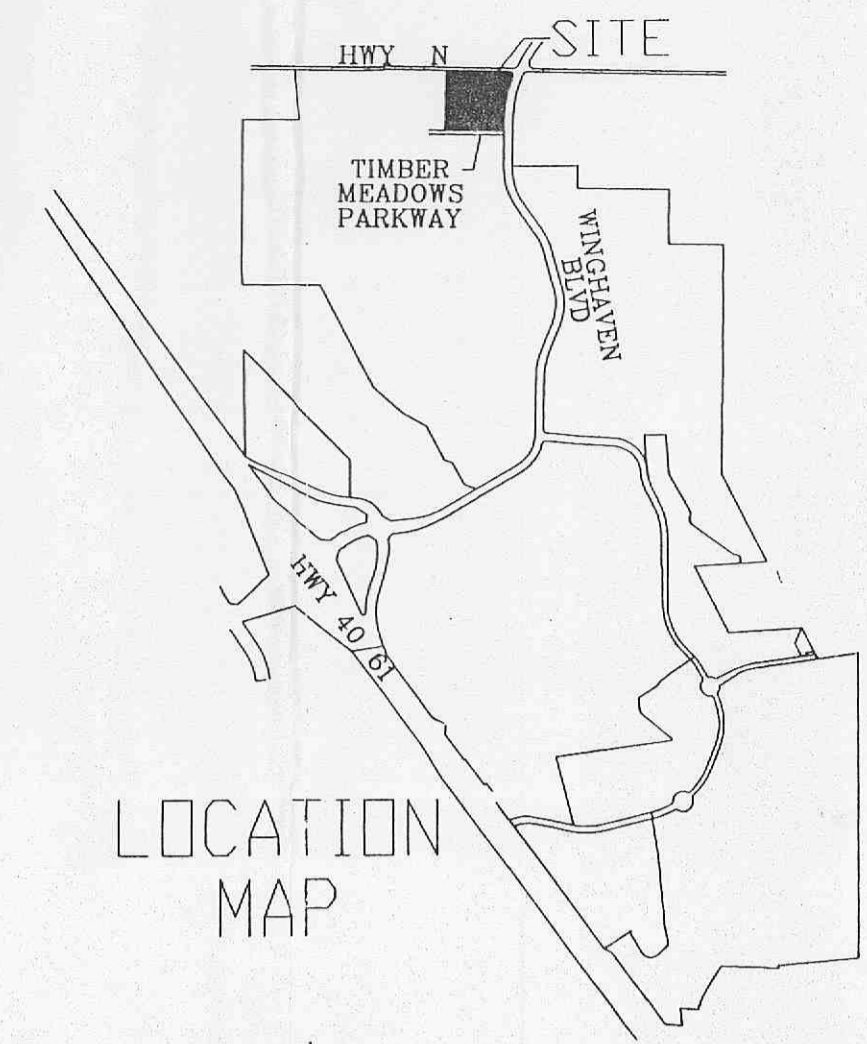 SITE
HWY N
TIMBER
MEADOWS
PARKWAY
WINGHAVEN
BLVD
HWY 40/61
LOCATION
MAP